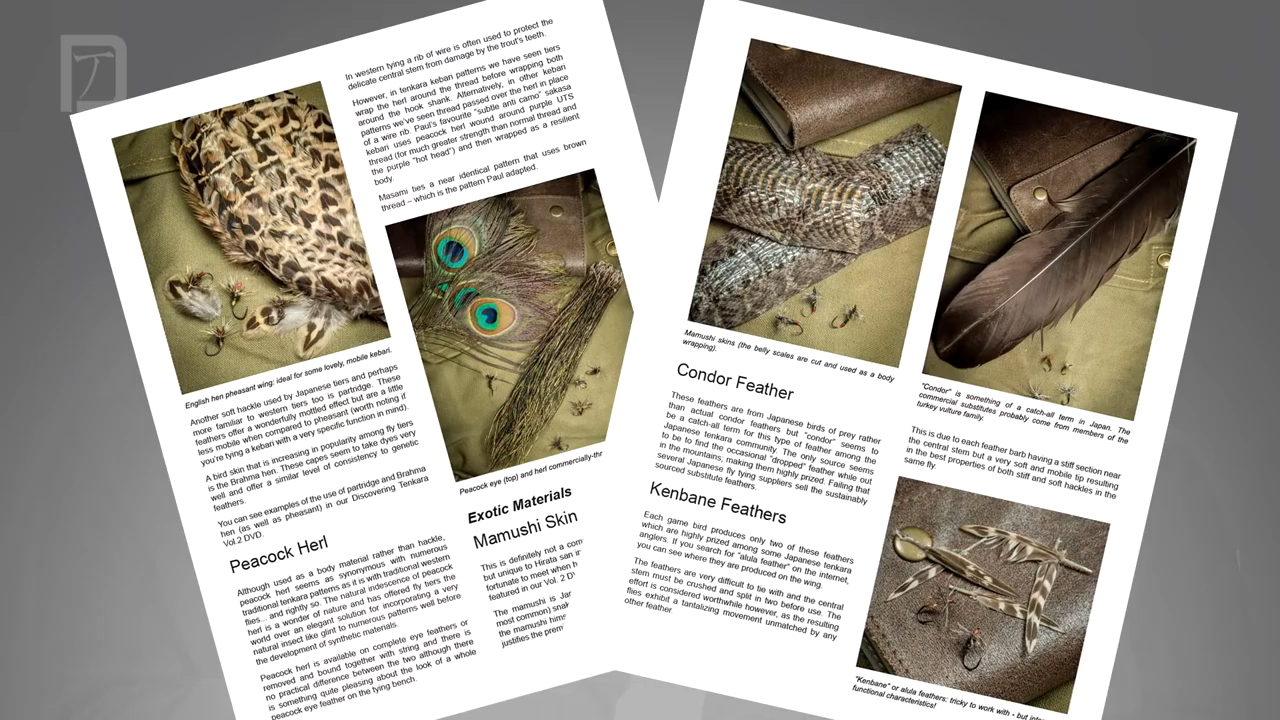 English hen pheasant wing: ideal for some lovely, mobile kebari.
Another soft hackle used by Japanese tiers and perhaps
more familiar to western tiers too is partridge. These
feathers offer a wonderfully mottled effect but are a little
less mobile when compared to pheasant (worth noting if
you're tying a keban with a very specific function in mind).
A bird skin that is increasing in popularity among fly tiers
is the Brahma hen. These capes seem to take dyes very
well and offer a similar level of consistency to genetic
feathers.
You can see examples of the use of partridge and Brahma
hen (as well as pheasant) in our Discovering Tenkara
Vol.2 DVD.
Peacock Herl
Although used as a body material rather than hackle,
peacock herl seems as synonymous with numerous
traditional tenkara patterns as it is with traditional western
flies... and rightly so. The natural iridescence of peacock
herl is a wonder of nature and has offered fly tiers the
world over an elegant solution for incorporating a very
natural insect like glint to numerous patterns well before
the development of synthetic materials.
Peacock herl is available on complete eye feathers or
removed and bound together with string and there is
no practical difference between the two although there
is something quite pleasing about the look of a whole
peacock eye feather on the tying bench.
In western tying a rib of wire is often used to protect the
delicate central stem from damage by the trout's teeth.
However, in tenkara keban patterns we have seen tiers
wrap the herl around the thread before wrapping both
around the hook shank. Alternatively, in other keban
patterns we've seen thread passed over the herl in place
of a wire rib. Paul's favourite "subtle anti camo" sakasa
keban uses peacock herl wound around purple UTS
thread (for much greater strength than normal thread and
the purple "hot head") and then wrapped as a resilient
body.
Masami ties a near identical pattern that uses brown
thread – which is the pattern Paul adapted.
Peacock eye (top) and herl commercially-thr
Exotic Materials
Mamushi Skin
This is definitely not a com
but unique to Hirata san ir
fortunate to meet when h
featured in our Vol. 2 D
The mamushi is Jar
most common) snak
the mamushi hims
justifies the prem
Mamushi skins (the belly scales are cut and used as a body
wrapping).
Condor Feather
These feathers are from Japanese birds of prey rather
than actual condor feathers but "condor" seems to
be a catch-all term for this type of feather among the
Japanese tenkara community. The only source seems
to be to find the occasional "dropped" feather while out
in the mountains, making them highly prized. Failing that
several Japanese fly tying suppliers sell the sustainably
sourced substitute feathers.
Kenbane Feathers
Each game bird produces only two of these feathers
which are highly prized among some Japanese tenkara
anglers. If you search for "alula feather" on the internet,
you can see where they are produced on the wing.
The feathers are very difficult to tie with and the central
stem must be crushed and split in two before use. The
effort is considered worthwhile however, as the resulting
flies exhibit a tantalizing movement unmatched by any
other feather.
"Condor" is something of a catch-all term in Japan. The
commercial substitutes probably come from members of the
turkey vulture family.
This is due to each feather barb having a stiff section near
the central stem but a very soft and mobile tip resulting
in the best properties of both stiff and soft hackles in the
same fly.
"Kenbane" or alula feathers: tricky to work with - but inte
functional characteristics!